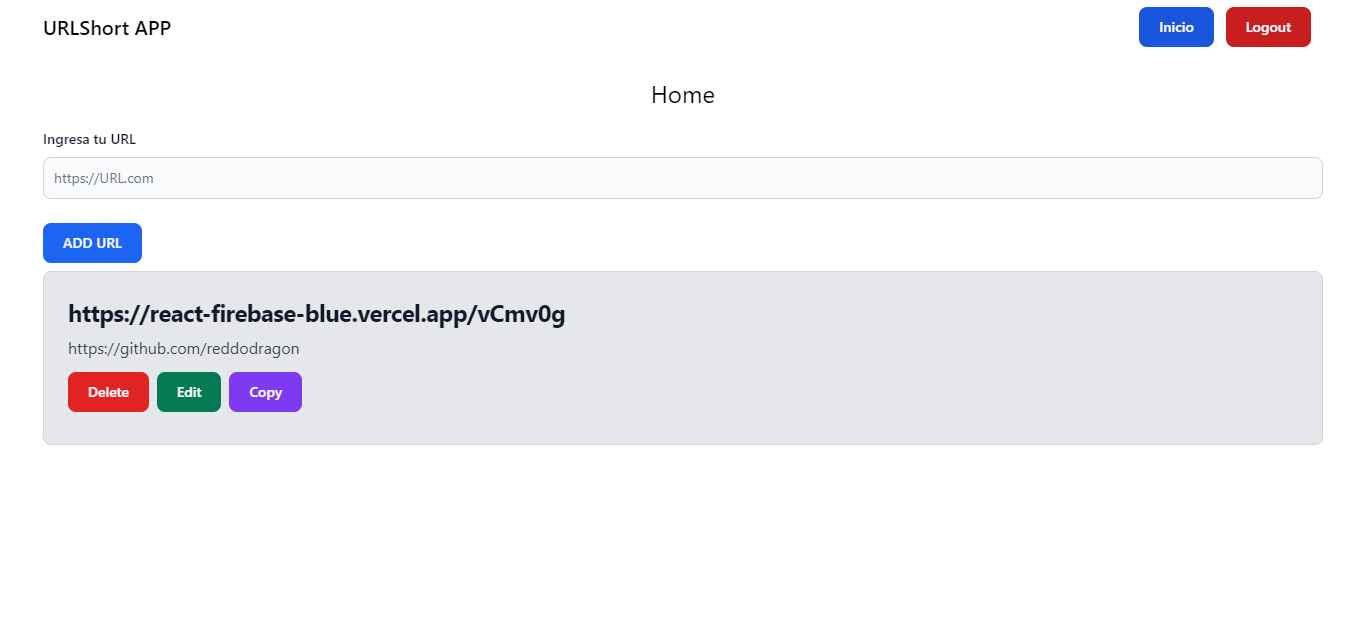 URLShort APP
Inicio
Logout
Home
Ingresa tu URL
https://URL.com
ADD URL
https://react-firebase-blue.vercel.app/vCmv0g
https://github.com/reddodragon
Delete
Edit
Copy